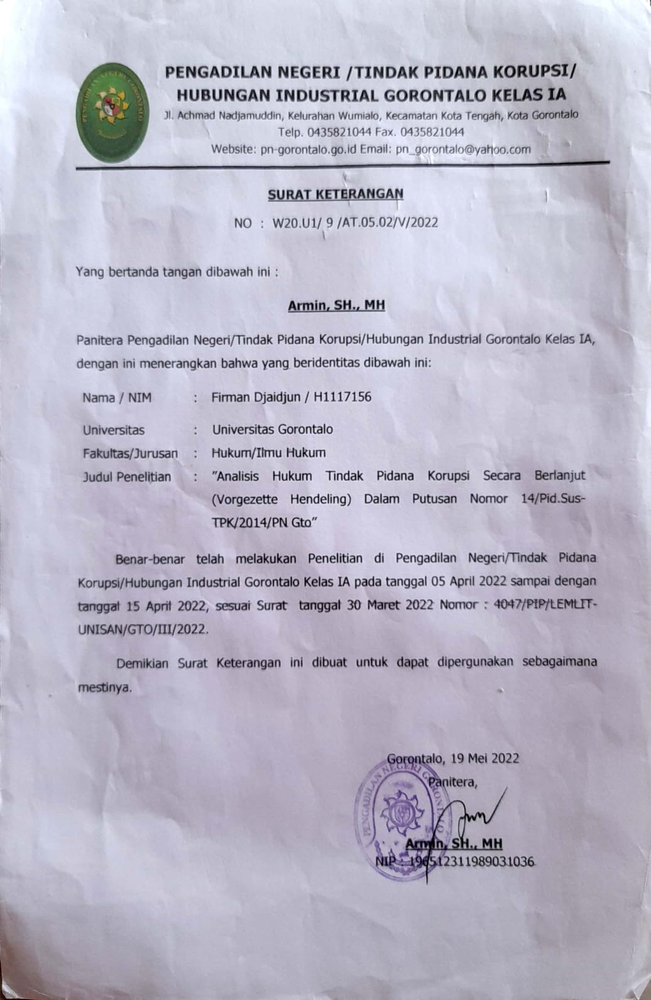 PENGADILAN NEGERI GORONTALO
PENGADILAN NEGERI /TINDAK PIDANA KORUPSI/
HUBUNGAN INDUSTRIAL GORONTALO KELAS IA
Jl. Achmad Nadjamuddin, Kelurahan Wumialo, Kecamatan Kota Tengah, Kota Gorontalo
Telp. 0435821044 Fax. 0435821044
Website: pn-gorontalo.go.id Email: pn_gorontalo@yahoo.com
SURAT KETERANGAN
NO : W20.U1/ 9 /AT.05.02/V/2022
Yang bertanda tangan dibawah ini :
Armin, SH., MH
Panitera Pengadilan Negeri/Tindak Pidana Korupsi/Hubungan Industrial Gorontalo Kelas IA,
dengan ini menerangkan bahwa yang beridentitas dibawah ini:
Nama / NIM : Firman Djaidjun / H1117156
Universitas : Universitas Gorontalo
Fakultas/Jurusan : Hukum/Ilmu Hukum
Judul Penelitian : "Analisis Hukum Tindak Pidana Korupsi Secara Berlanjut
(Vorgezette Hendeling) Dalam Putusan Nomor 14/Pid.Sus-
TPK/2014/PN Gto"
Benar-benar telah melakukan Penelitian di Pengadilan Negeri/Tindak Pidana
Korupsi/Hubungan Industrial Gorontalo Kelas IA pada tanggal 05 April 2022 sampai dengan
tanggal 15 April 2022, sesuai Surat tanggal 30 Maret 2022 Nomor : 4047/PIP/LEMLIT-
UNISAN/GTO/III/2022.
Demikian Surat Keterangan ini dibuat untuk dapat dipergunakan sebagaimana
mestinya.
Gorontalo, 19 Mei 2022
Panitera,
PENGADILAN NEGERI GORONTALO
Armin, SH., MH
NIP : 196512311989031036